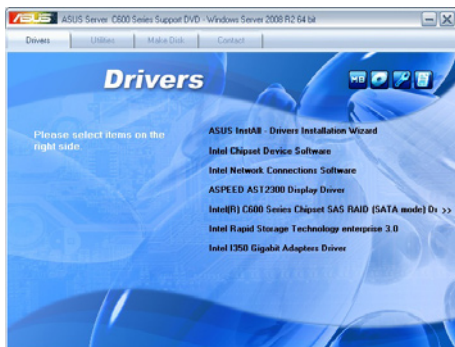 ASUS ASUS Server C600 Series Support DVD - Windows Server 2008 R2 64 bit
Drivers Utilities Make Disk Contact
Drivers
MB
Please select items on the
right side.
ASUS InstAll - Drivers Installation Wizard
Intel Chipset Device Software
Intel Network Connections Software
ASPEED AST2300 Display Driver
Intel(R) C600 Series Chipset SAS RAID (SATA mode) Dr >>
Intel Rapid Storage Technology enterprise 3.0
Intel I350 Gigabit Adapters Driver